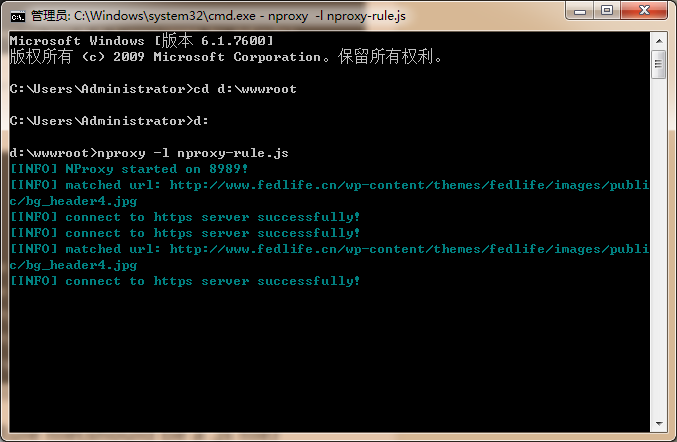 管理员: C:\Windows\system32\cmd.exe - nproxy -l nproxy-rule.js
Microsoft Windows [版本 6.1.7600]
版权所有 (c) 2009 Microsoft Corporation。保留所有权利。
C:\Users\Administrator>cd d:\wwwroot
C:\Users\Administrator>d:
d:\wwwroot>nproxy -l nproxy-rule.js
[INFO] NProxy started on 8989!
[INFO] matched url: http://www.fedlife.cn/wp-content/themes/fedlife/images/publi
c/bg_header4.jpg
[INFO] connect to https server successfully!
[INFO] connect to https server successfully!
[INFO] matched url: http://www.fedlife.cn/wp-content/themes/fedlife/images/publi
c/bg_header4.jpg
[INFO] connect to https server successfully!